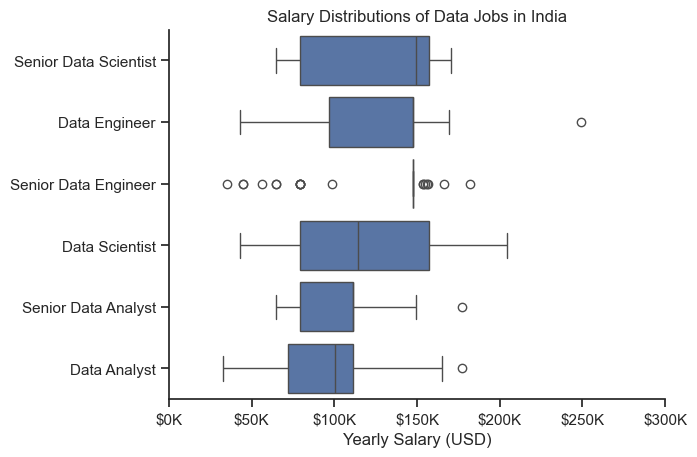 Salary Distributions of Data Jobs in India
Senior Data Scientist
Data Engineer
Senior Data Engineer
Data Scientist
Senior Data Analyst
Data Analyst
$0K $50K $100K $150K $200K $250K $300K
Yearly Salary (USD)